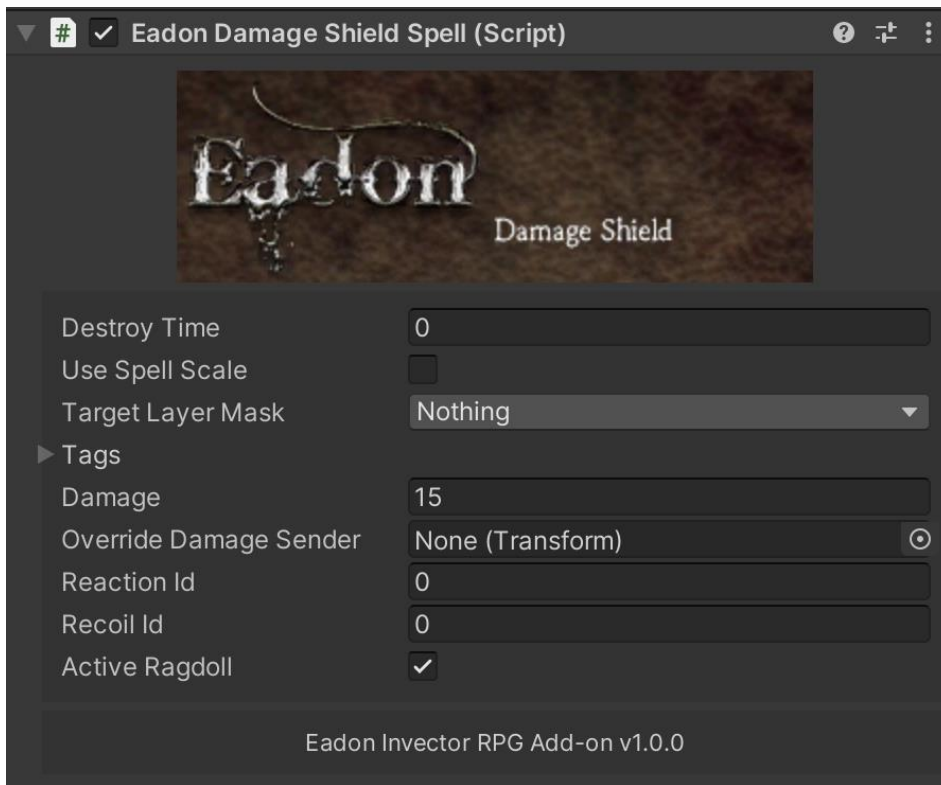 # Eadon Damage Shield Spell (Script)
Eadon
Damage Shield
Destroy Time 0
Use Spell Scale
Target Layer Mask Nothing
Tags
Damage 15
Override Damage Sender None (Transform)
Reaction Id 0
Recoil Id 0
Active Ragdoll
Eadon Invector RPG Add-on v1.0.0